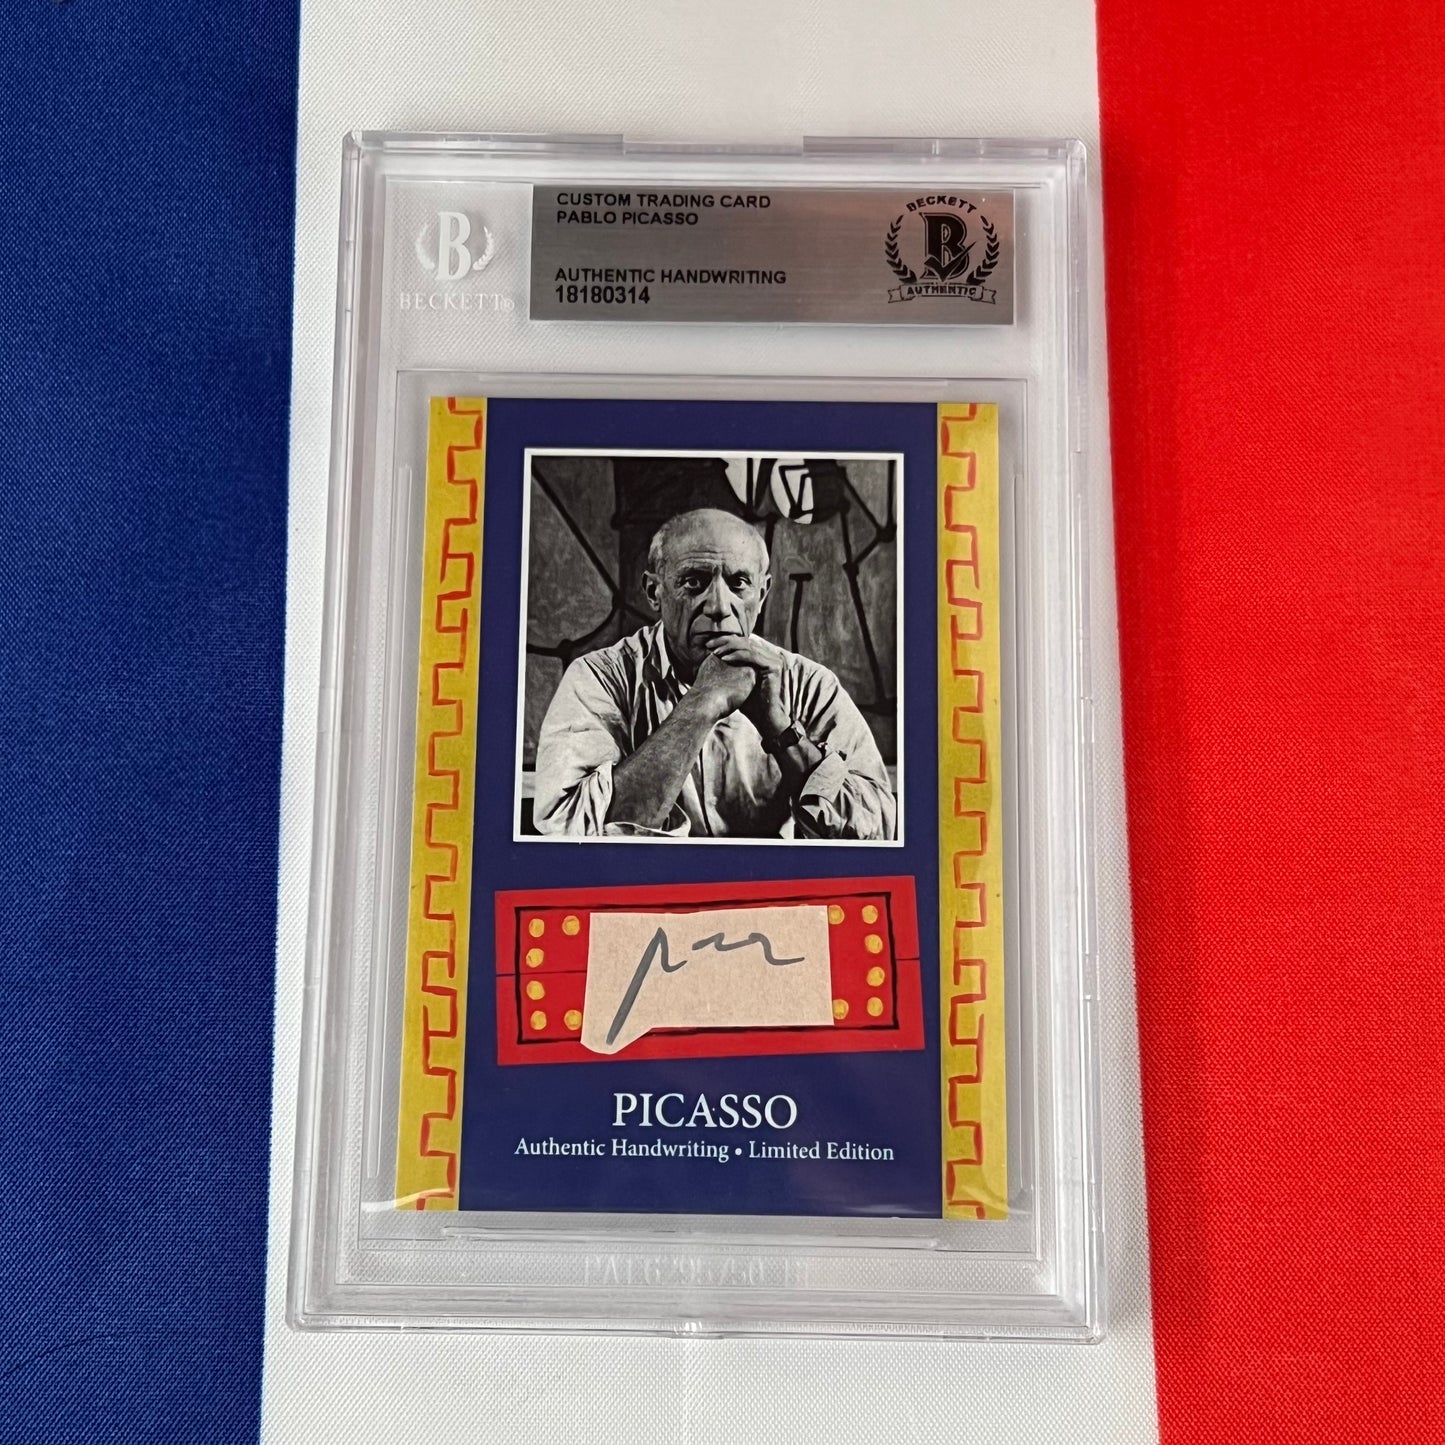 CUSTOM TRADING CARD
PABLO PICASSO
AUTHENTIC HANDWRITING
18180314
B
BECKETT®
BECKETT
B
AUTHENTIC
PICASSO
Authentic Handwriting • Limited Edition